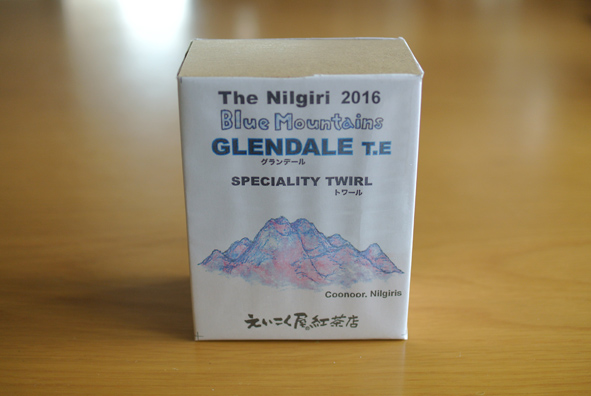 The Nilgiri 2016
Blue Mountains
GLENDALE T.E
グランデール
SPECIALITY TWIRL
トワール
Coonoor. Nilgiris
えいこく屋の紅茶店